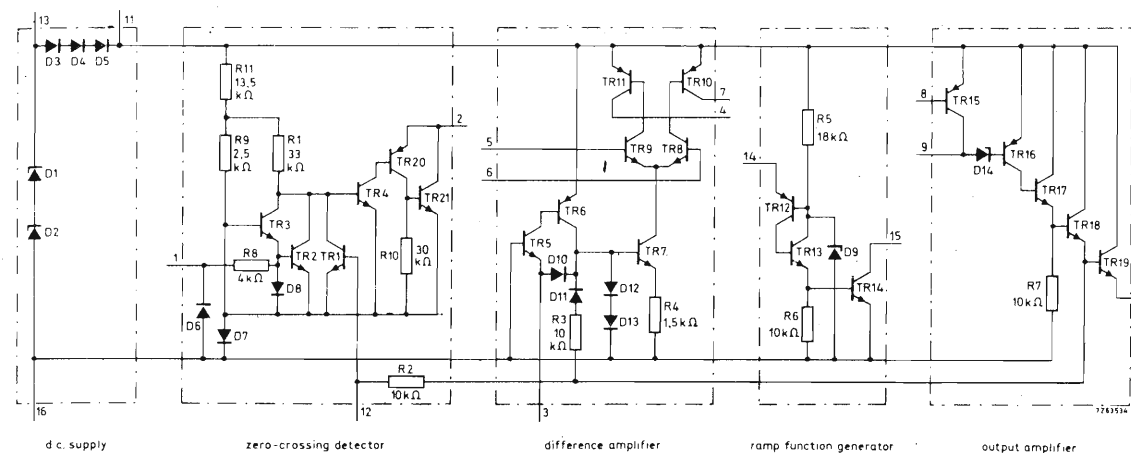 13
11
D3 D4 D5
D1
D2
16
d.c. supply
R11
13,5
kΩ
R9
2,5
kΩ
R1
33
kΩ
2
TR20
TR4
TR21
TR3
R8
4kΩ
TR2
TR1
R10
30
kΩ
1
D8
D6
D7
R2
10kΩ
12
zero-crossing detector
TR11
TR10
7
4
5
TR9
TR8
6
TR6
TR5
D10
TR7
D11
D12
R3
10
kΩ
D13
R4
1,5kΩ
3
difference amplifier
R5
18kΩ
14
TR12
TR13
D9
15
TR14
R6
10kΩ
ramp function generator
8
TR15
9
D14
TR16
TR17
TR18
TR19
R7
10kΩ
7Z63534
output amplifier